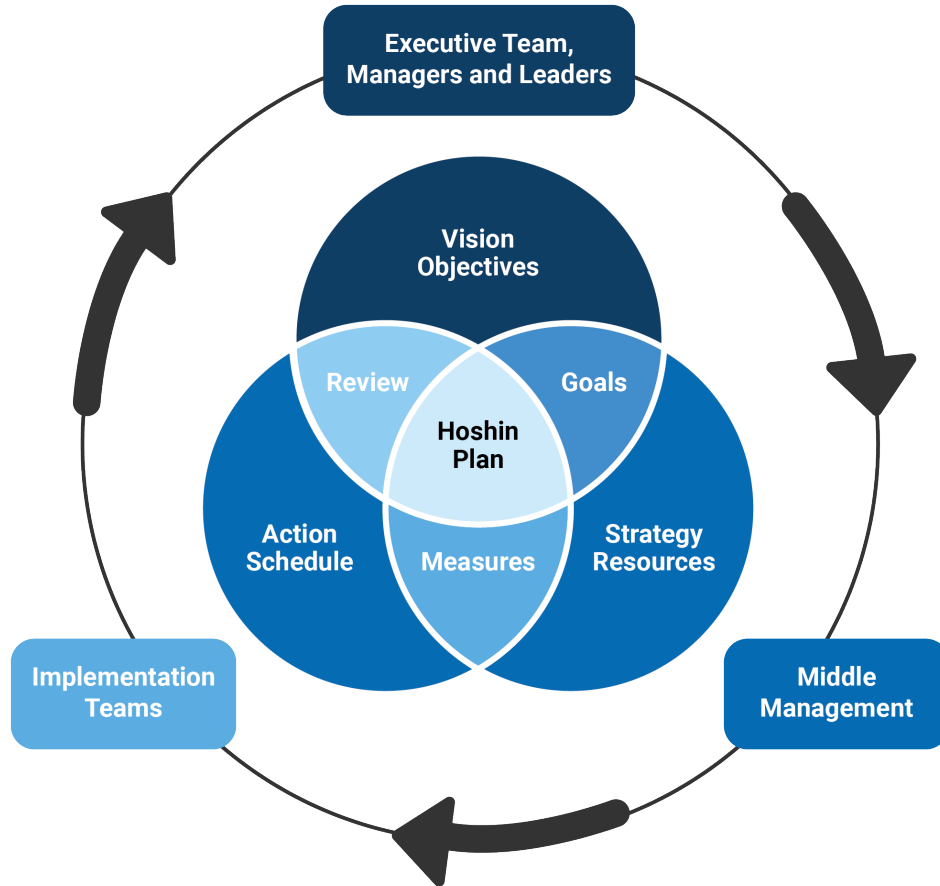 Executive Team,
Managers and Leaders
Vision
Objectives
Review
Goals
Hoshin
Plan
Action
Schedule
Measures
Strategy
Resources
Implementation
Teams
Middle
Management